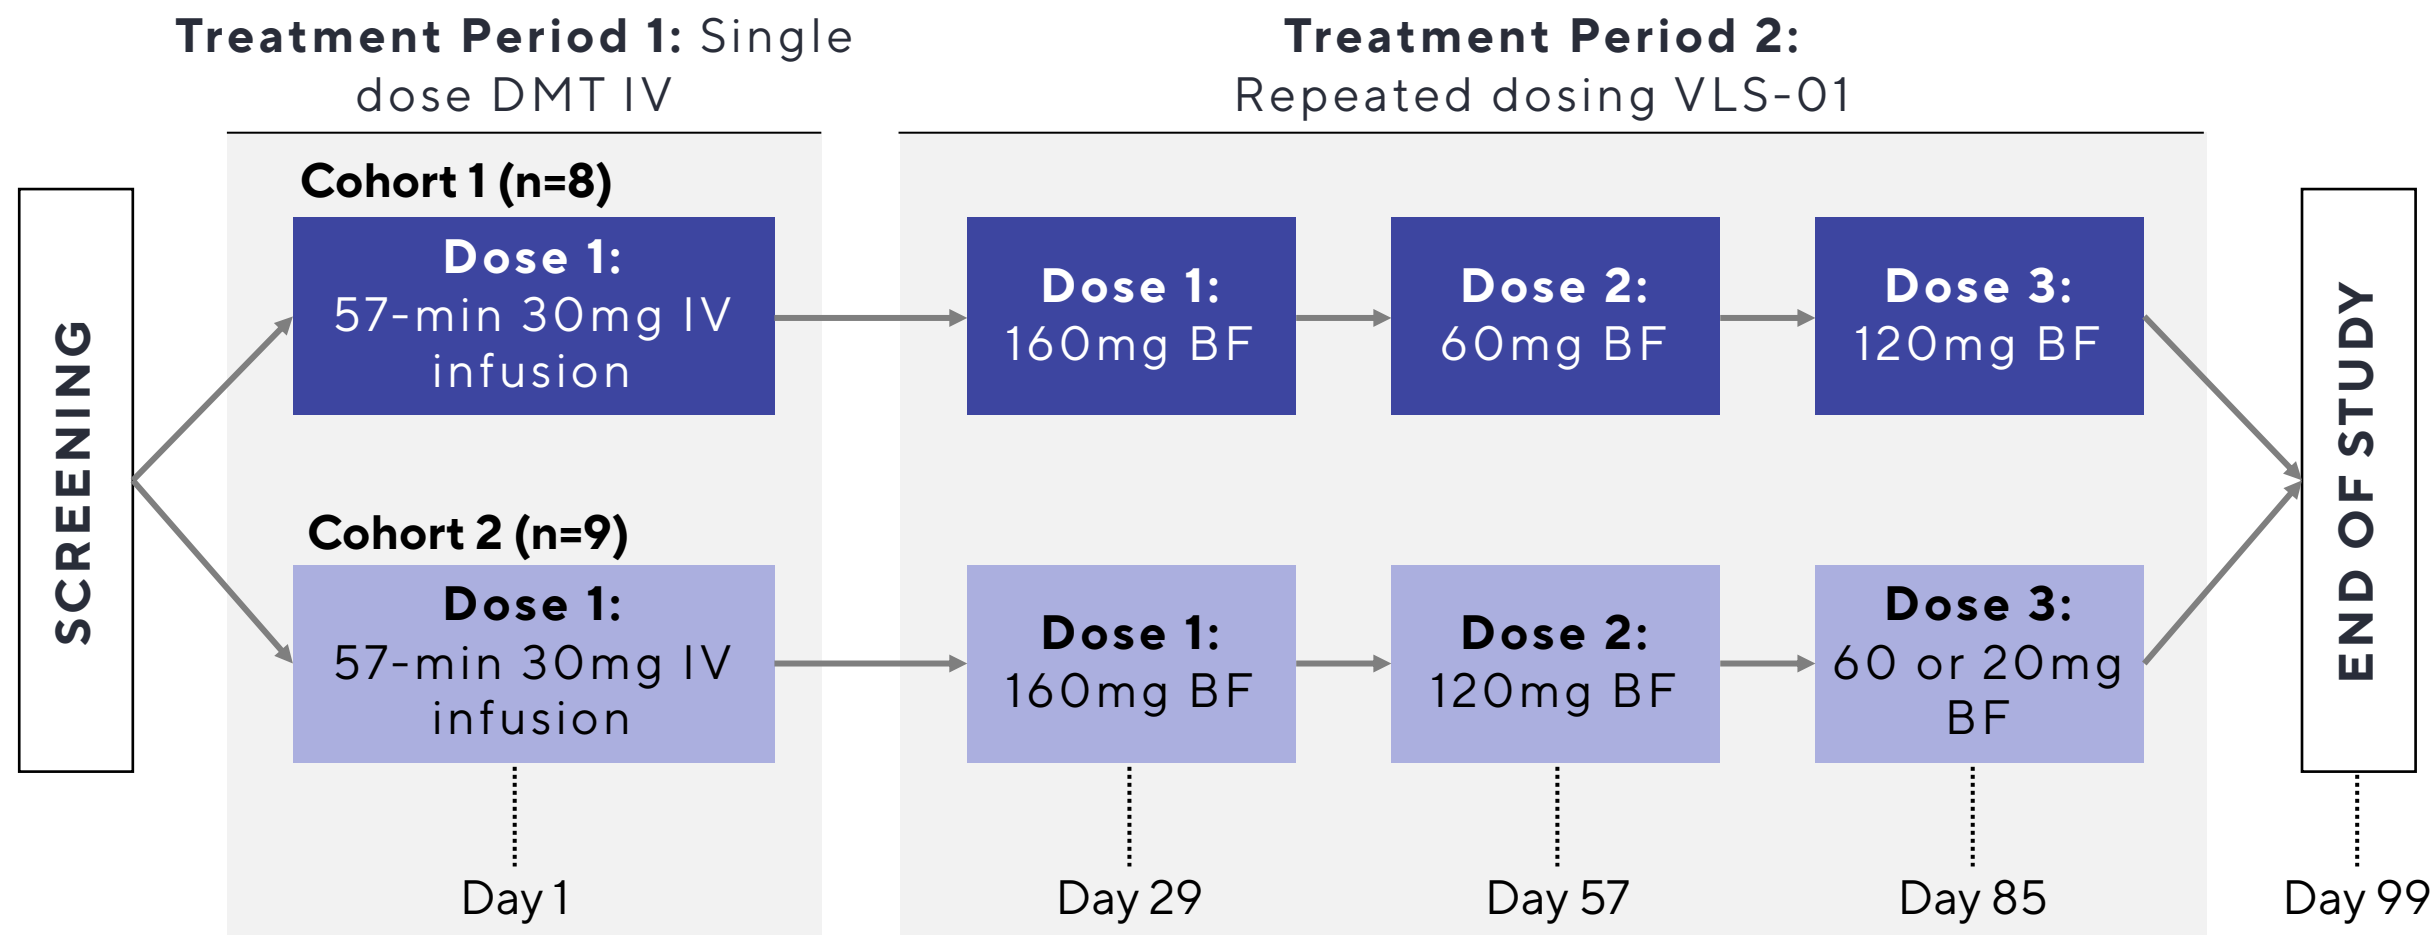 Treatment Period 1: Single
dose DMT IV
Treatment Period 2:
Repeated dosing VLS-01
SCREENING
Cohort 1 (n=8)
Dose 1:
57-min 30mg IV
infusion
Dose 1:
160mg BF
Dose 2:
60mg BF
Dose 3:
120mg BF
Cohort 2 (n=9)
Dose 1:
57-min 30mg IV
infusion
Dose 1:
160mg BF
Dose 2:
120mg BF
Dose 3:
60 or 20mg
BF
END OF STUDY
Day 1
Day 29
Day 57
Day 85
Day 99